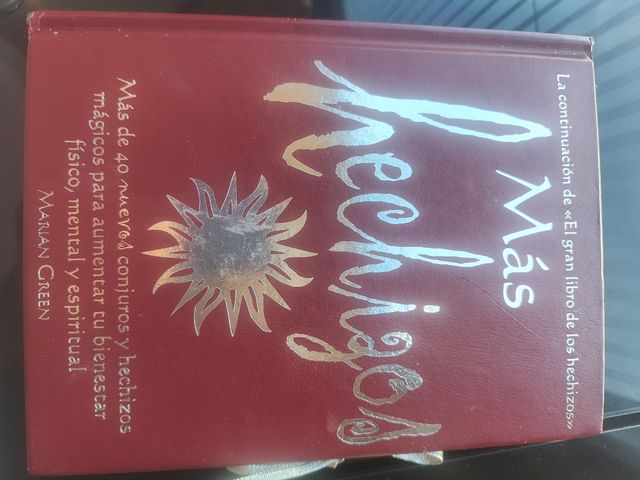 La continuación de «El gran libro de los hechizos»
Más
hechizos
Más de 40 nuevos conjuros y hechizos
mágicos para aumentar tu bienestar
físico, mental y espiritual
MARIAN GREEN